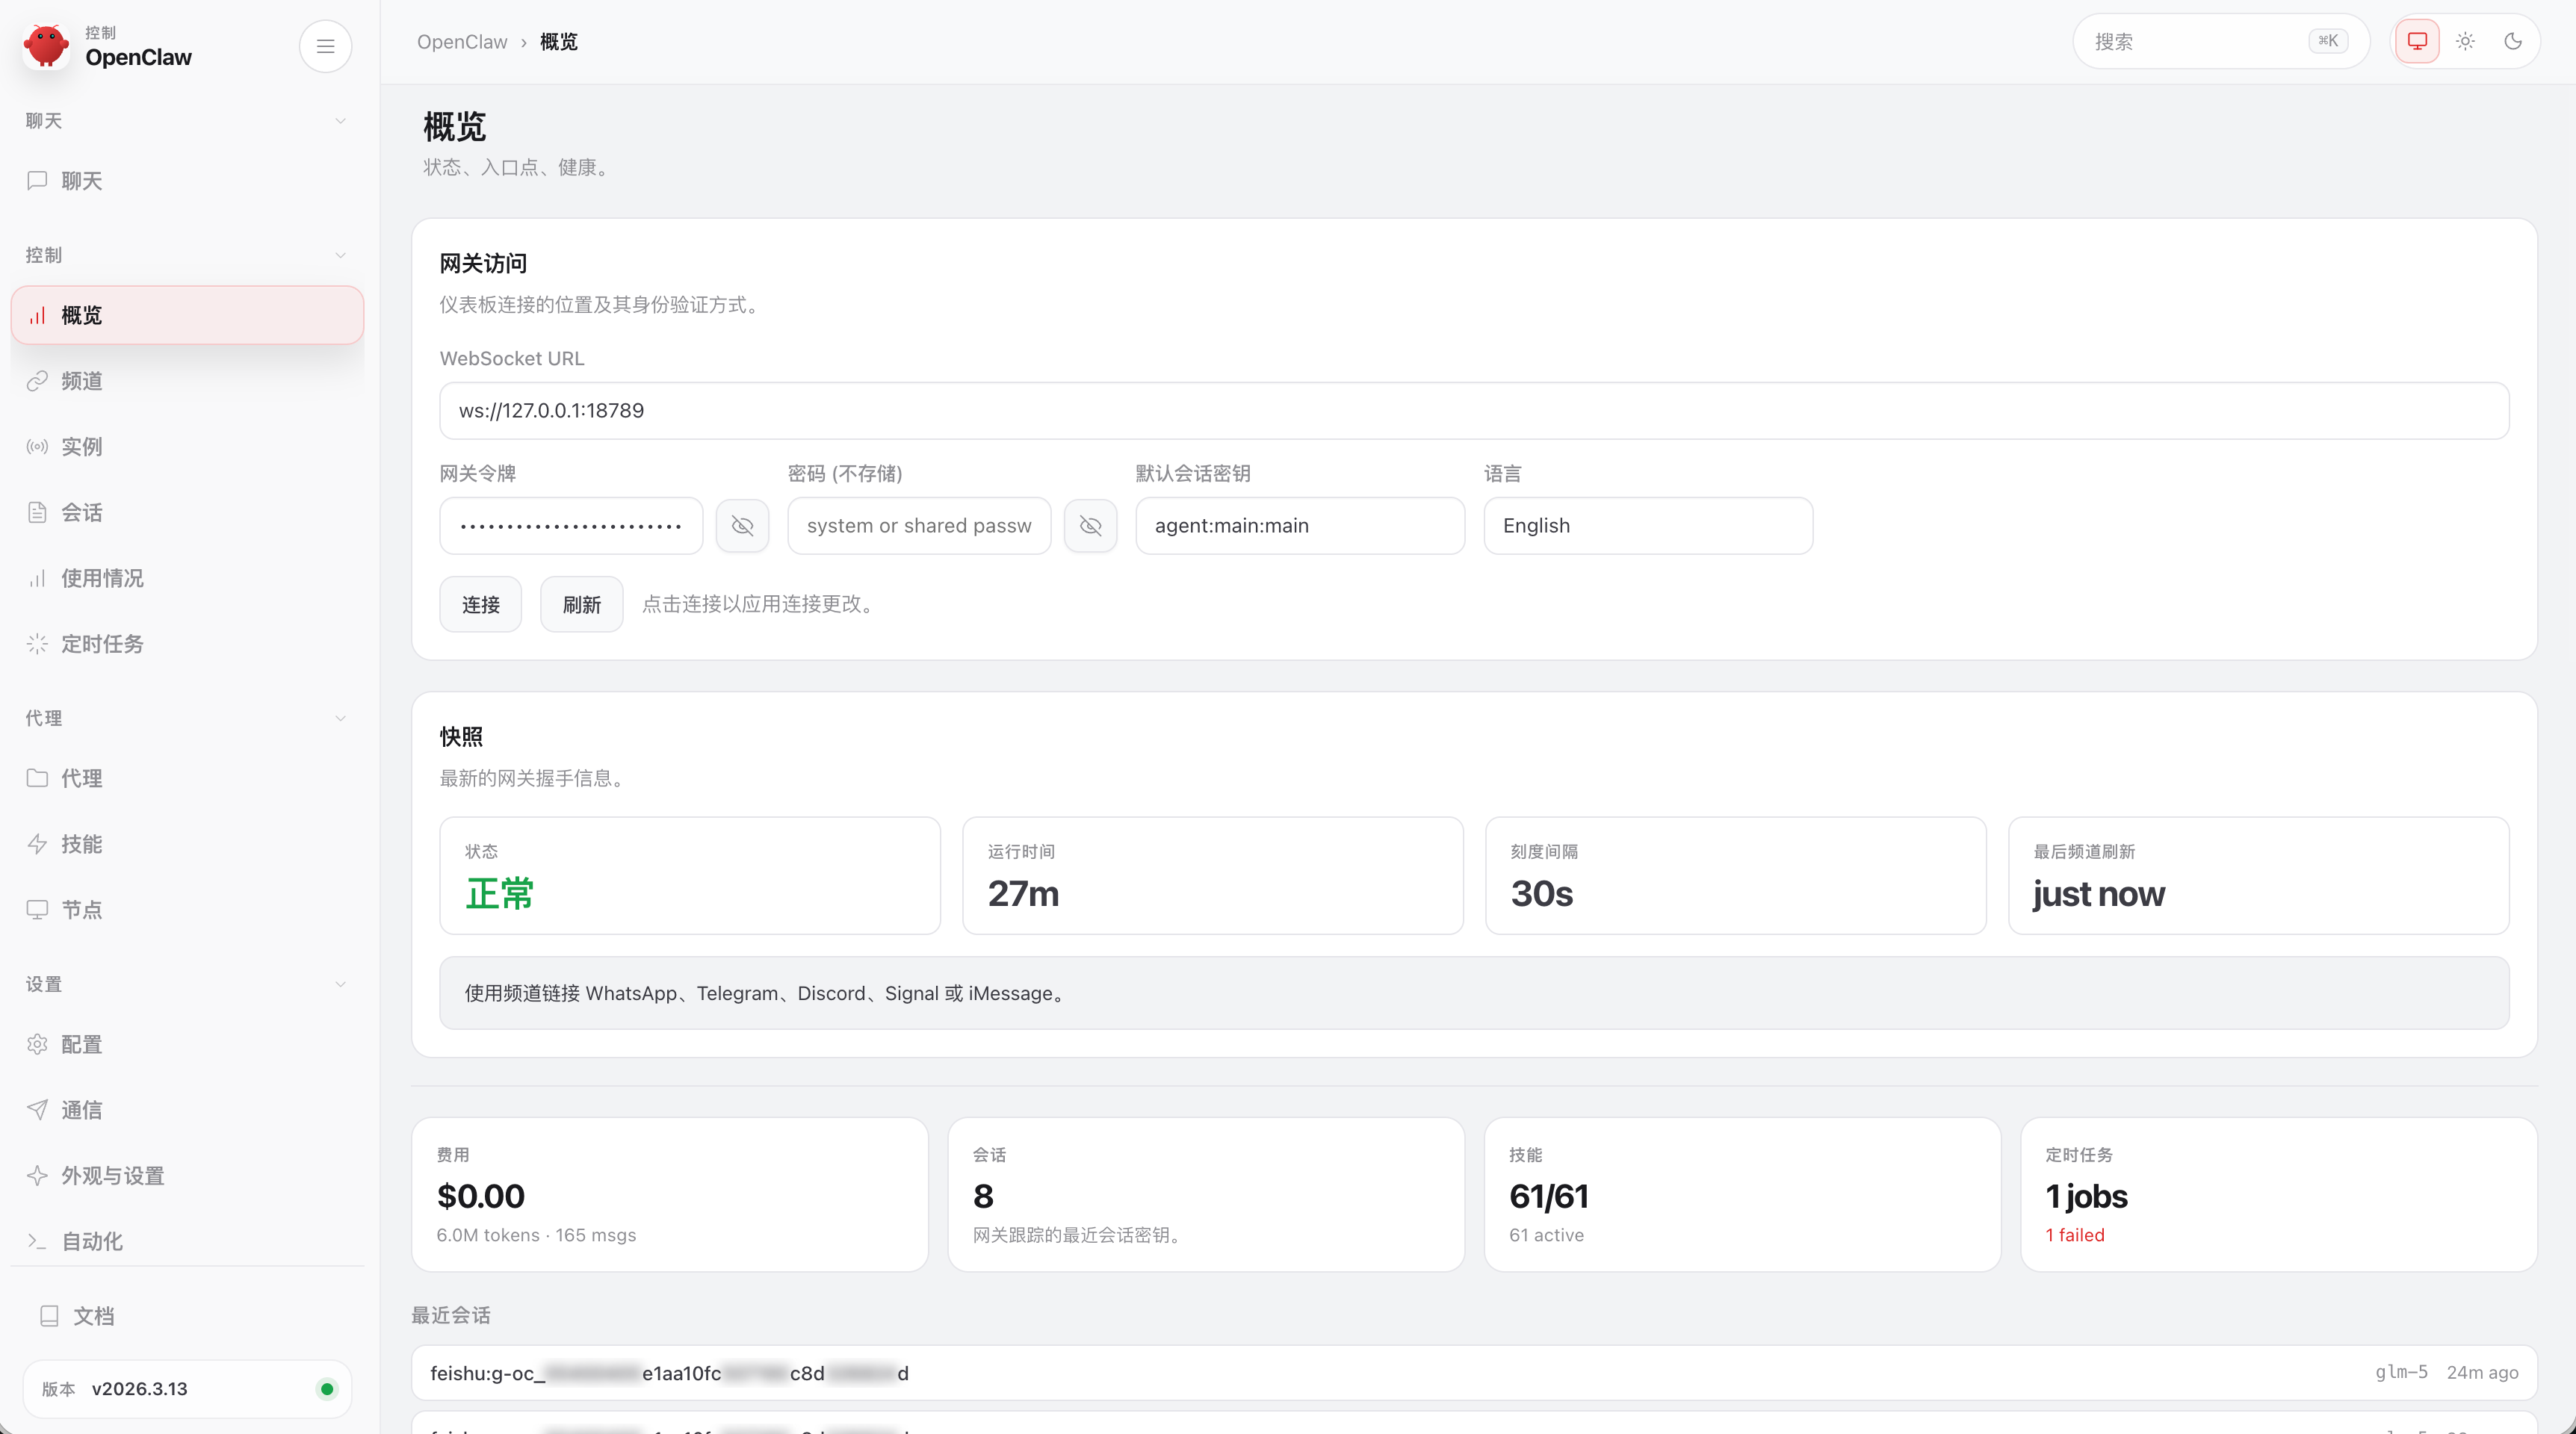 控制
OpenClaw
聊天
聊天
控制
概览
频道
实例
会话
使用情况
定时任务
代理
代理
技能
节点
设置
配置
通信
外观与设置
自动化
文档
版本 v2026.3.13
OpenClaw › 概览
搜索 ⌘K
概览
状态、入口点、健康。
网关访问
仪表板连接的位置及其身份验证方式。
WebSocket URL
ws://127.0.0.1:18789
网关令牌 密码 (不存储) 默认会话密钥 语言
system or shared passw agent:main:main English
连接 刷新 点击连接以应用连接更改。
快照
最新的网关握手信息。
状态 运行时间 刻度间隔 最后频道刷新
正常 27m 30s just now
使用频道链接 WhatsApp、Telegram、Discord、Signal 或 iMessage。
费用 会话 技能 定时任务
$0.00 8 61/61 1 jobs
6.0M tokens · 165 msgs 网关跟踪的最近会话密钥。 61 active 1 failed
最近会话
feishu:g-oc_ e1aa10fc c8d d glm-5 24m ago